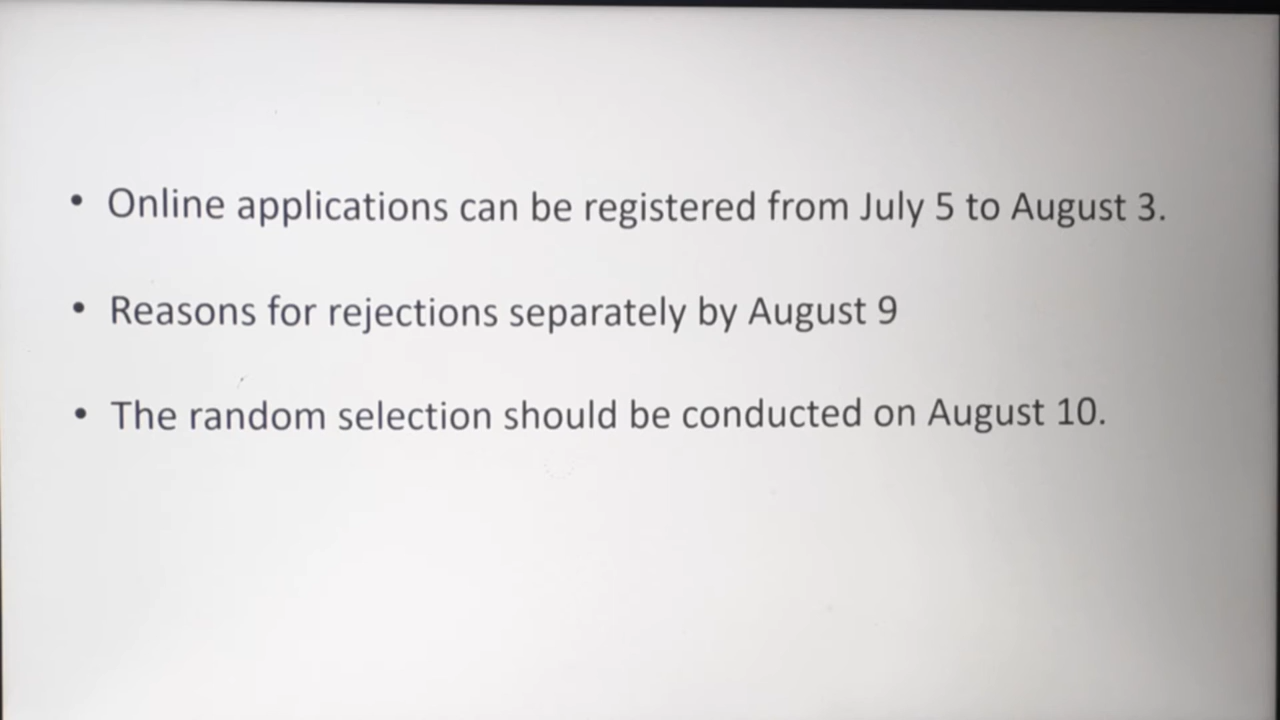 • Online applications can be registered from July 5 to August 3.
• Reasons for rejections separately by August 9
• The random selection should be conducted on August 10.